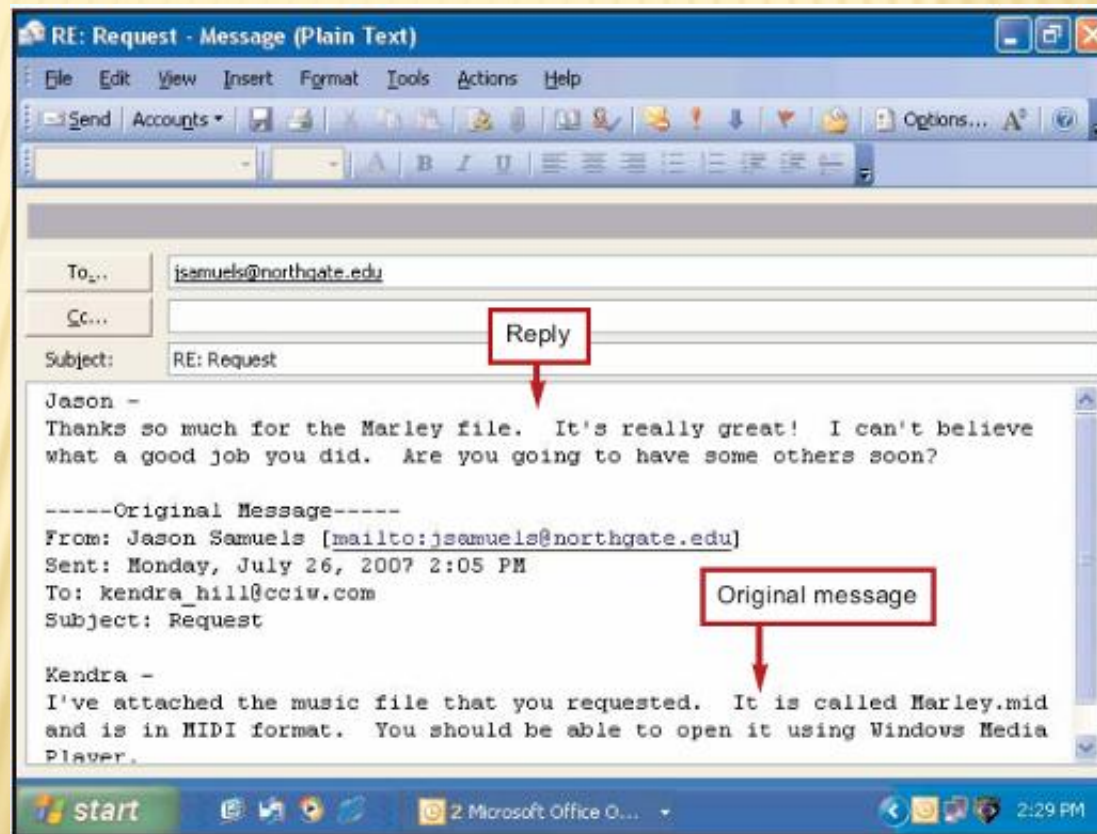 RE: Request - Message (Plain Text)
File Edit View Insert Format Tools Actions Help
Send Accounts Options...
B I U
To... jsamuels@northgate.edu
Cc...
Reply
Subject: RE: Request
Jason -
Thanks so much for the Marley file. It's really great! I can't believe
what a good job you did. Are you going to have some others soon?
-----Original Message-----
From: Jason Samuels [mailto:jsamuels@northgate.edu]
Sent: Monday, July 26, 2007 2:05 PM
To: kendra_hill@cciw.com
Subject: Request
Original message
Kendra -
I've attached the music file that you requested. It is called Marley.mid
and is in MIDI format. You should be able to open it using Windows Media
Player.
start 2 Microsoft Office O... 2:29 PM